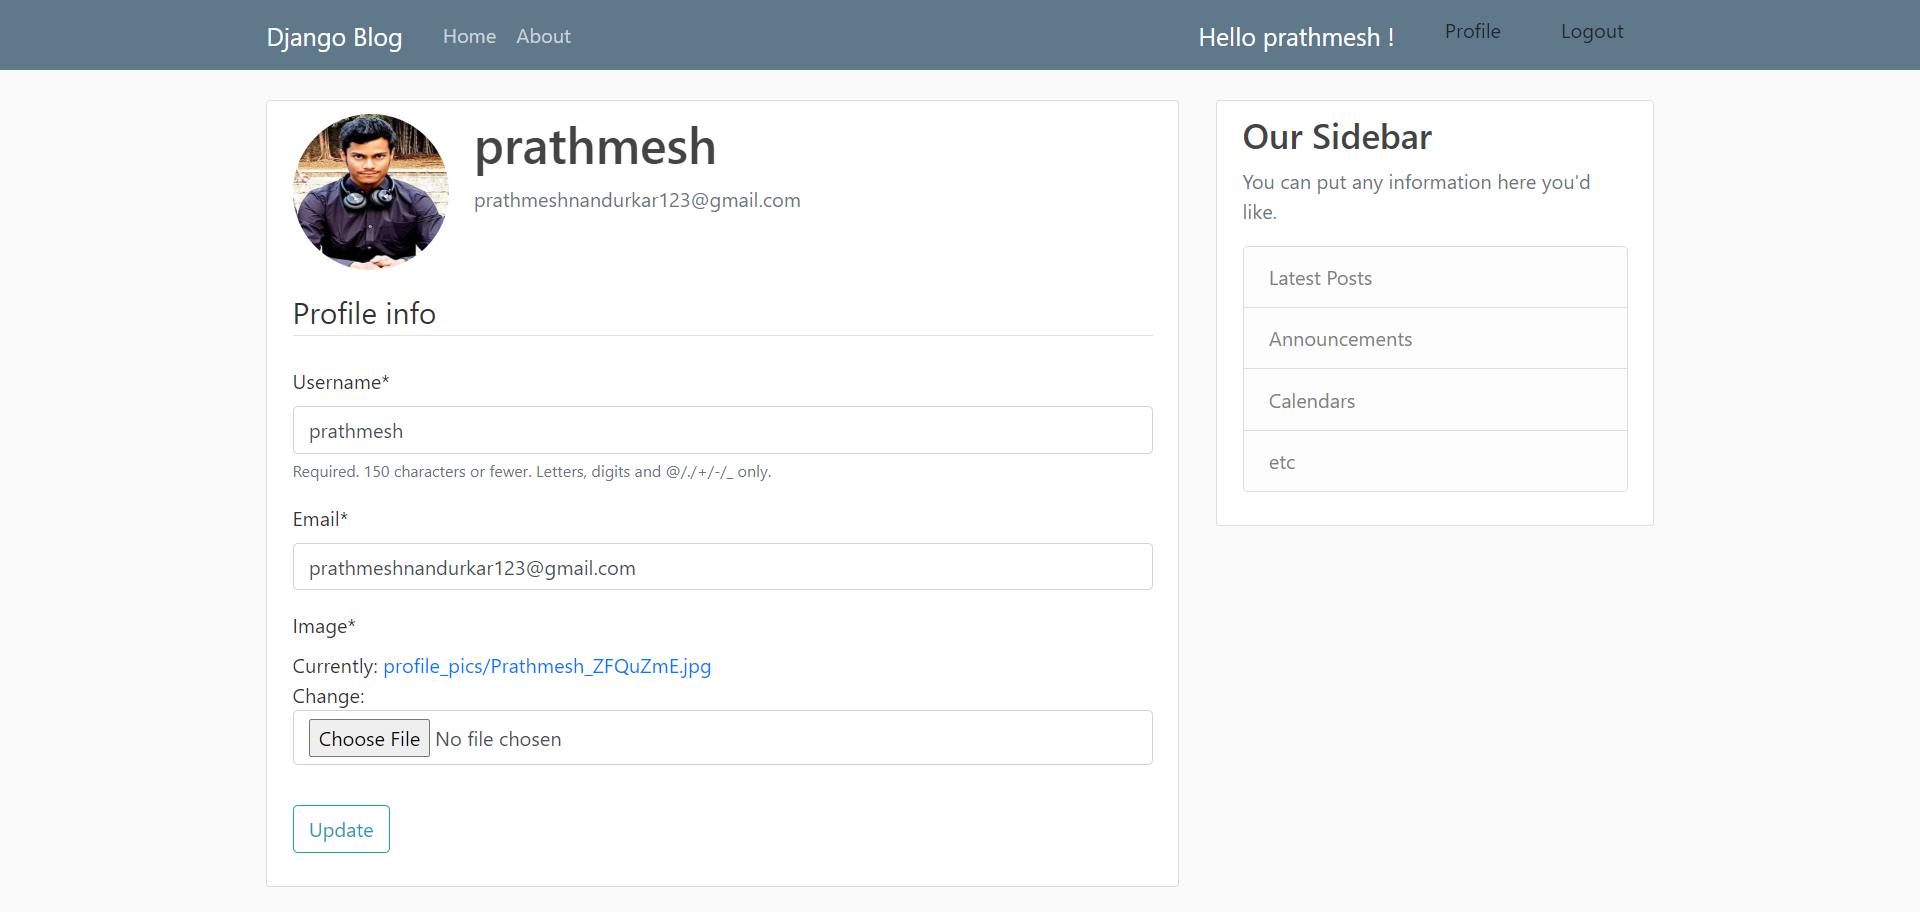 Django Blog Home About Hello prathmesh ! Profile Logout
prathmesh
prathmeshnandurkar123@gmail.com
Profile info
Username*
prathmesh
Required. 150 characters or fewer. Letters, digits and @/./+/-/_ only.
Email*
prathmeshnandurkar123@gmail.com
Image*
Currently: profile_pics/Prathmesh_ZFQuZmE.jpg
Change:
Choose File No file chosen
Update
Our Sidebar
You can put any information here you'd
like.
Latest Posts
Announcements
Calendars
etc